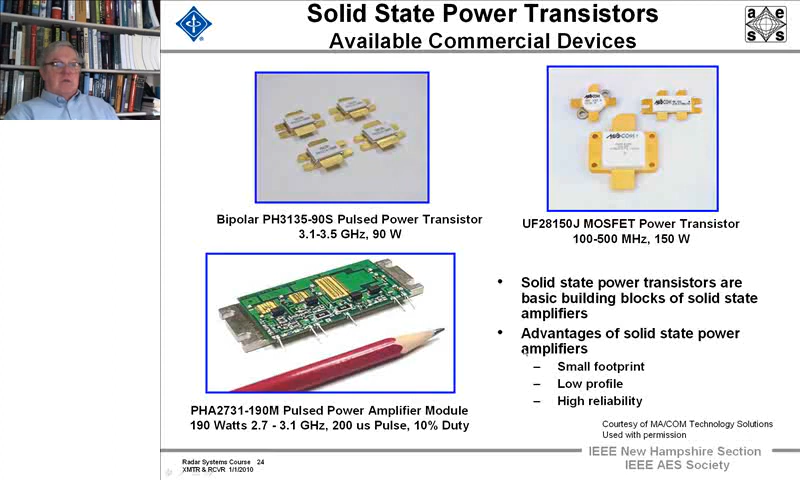 Solid State Power Transistors
Available Commercial Devices
a e
s s
MACOM
Bipolar PH3135-90S Pulsed Power Transistor
3.1-3.5 GHz, 90 W
UF28150J MOSFET Power Transistor
100-500 MHz, 150 W
• Solid state power transistors are
basic building blocks of solid state
amplifiers
• Advantages of solid state power
amplifiers
– Small footprint
– Low profile
– High reliability
PHA2731-190M Pulsed Power Amplifier Module
190 Watts 2.7 - 3.1 GHz, 200 us Pulse, 10% Duty
Courtesy of MA/COM Technology Solutions
Used with permission
Radar Systems Course 24
XMTR & RCVR 1/1/2010
IEEE New Hampshire Section
IEEE AES Society